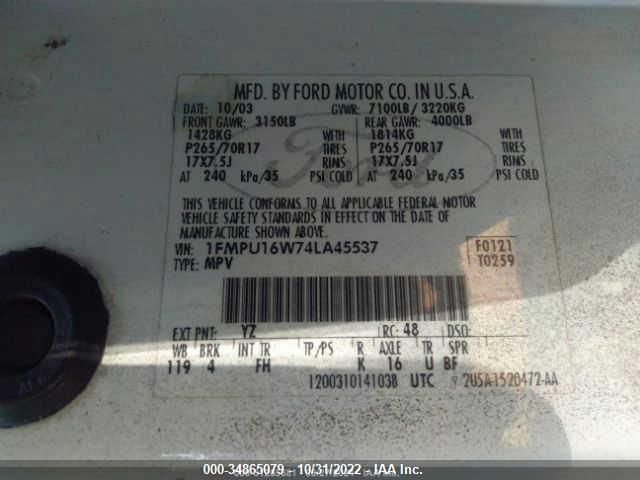 MFD. BY FORD MOTOR CO. IN U.S.A.
DATE: 10/03 GVWR: 7100LB/ 3220KG
FRONT GAWR: 3150LB REAR GAWR: 4000LB
1428KG WITH 1814KG WITH
P265/70R17 TIRES P265/70R17 TIRES
17X7.5J RIMS 17X7.5J RIMS
AT 240 kPa/35 PSI COLD AT 240 kPa/35 PSI COLD
THIS VEHICLE CONFORMS TO ALL APPLICABLE FEDERAL MOTOR
VEHICLE SAFETY STANDARDS IN EFFECT ON THE DATE OF
MANUFACTURE SHOWN ABOVE.
VIN: 1FMPU16W74LA45537 F0121
TYPE: MPV T0259
EXT PNT: YZ RC: 48 DSO:
WB BRK INT TR TP/PS R AXLE TR SPR
119 4 FH K 16 U BF
1200310141038 UTC 2U5A-1520472-AA
Ford
000-34865079 - 10/31/2022 - IAA Inc.